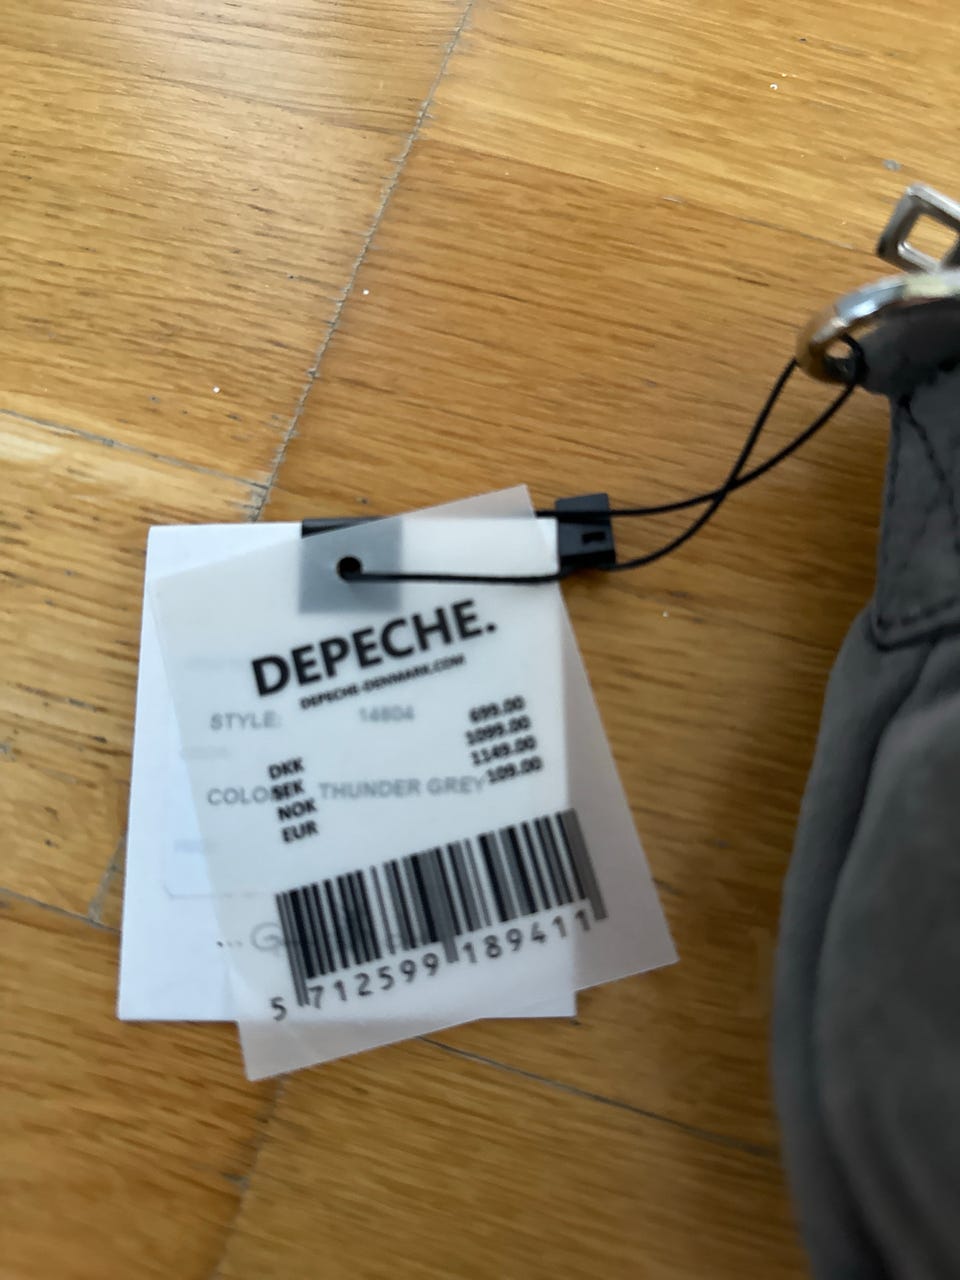 DEPECHE.
DEPECHE-DENMARK.COM
STYLE: 14804
DKK 699.00
SEK 1099.00
NOK 1149.00
EUR 109.00
THUNDER GREY
5 712599 189411